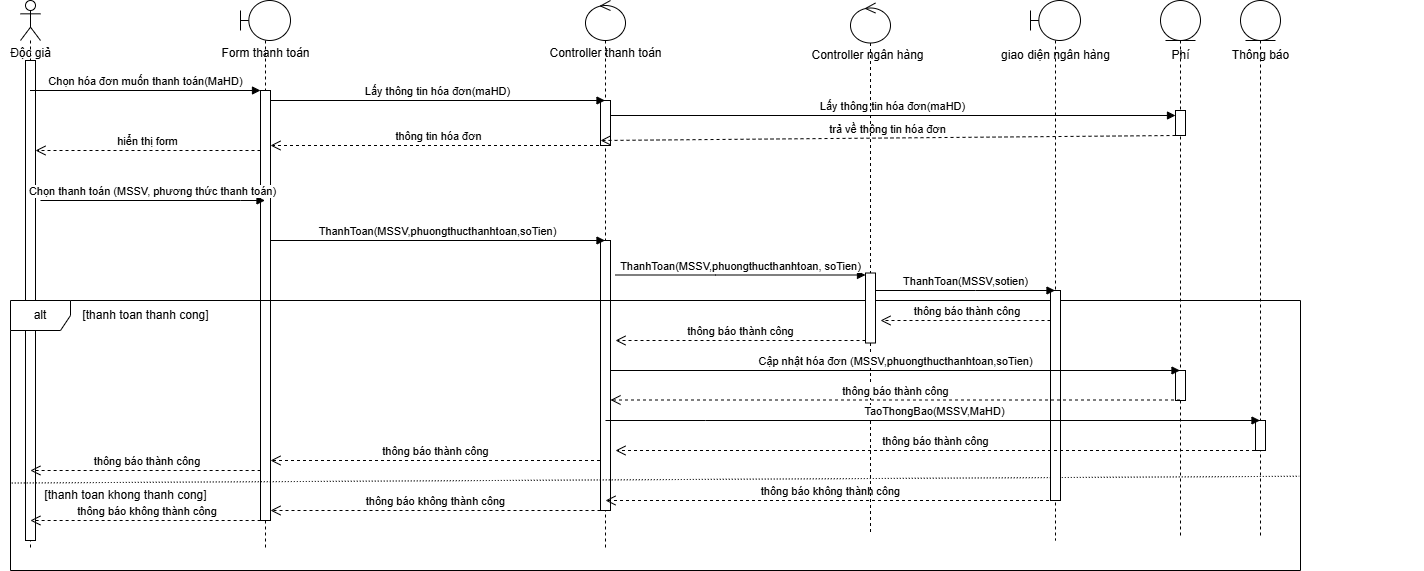 Độc giả
Form thanh toán
Controller thanh toán
Controller ngân hàng
giao diện ngân hàng
Phí
Thông báo
Chọn hóa đơn muốn thanh toán(MaHD)
Lấy thông tin hóa đơn(maHD)
Lấy thông tin hóa đơn(maHD)
trả về thông tin hóa đơn
thông tin hóa đơn
hiển thị form
Chọn thanh toán (MSSV, phương thức thanh toán)
ThanhToan(MSSV,phuongthucthanhtoan,soTien)
ThanhToan(MSSV,phuongthucthanhtoan, soTien)
ThanhToan(MSSV,sotien)
alt
[thanh toan thanh cong]
thông báo thành công
thông báo thành công
Cập nhật hóa đơn (MSSV,phuongthucthanhtoan,soTien)
thông báo thành công
TaoThongBao(MSSV,MaHD)
thông báo thành công
thông báo thành công
thông báo thành công
[thanh toan khong thanh cong]
thông báo không thành công
thông báo không thành công
thông báo không thành công